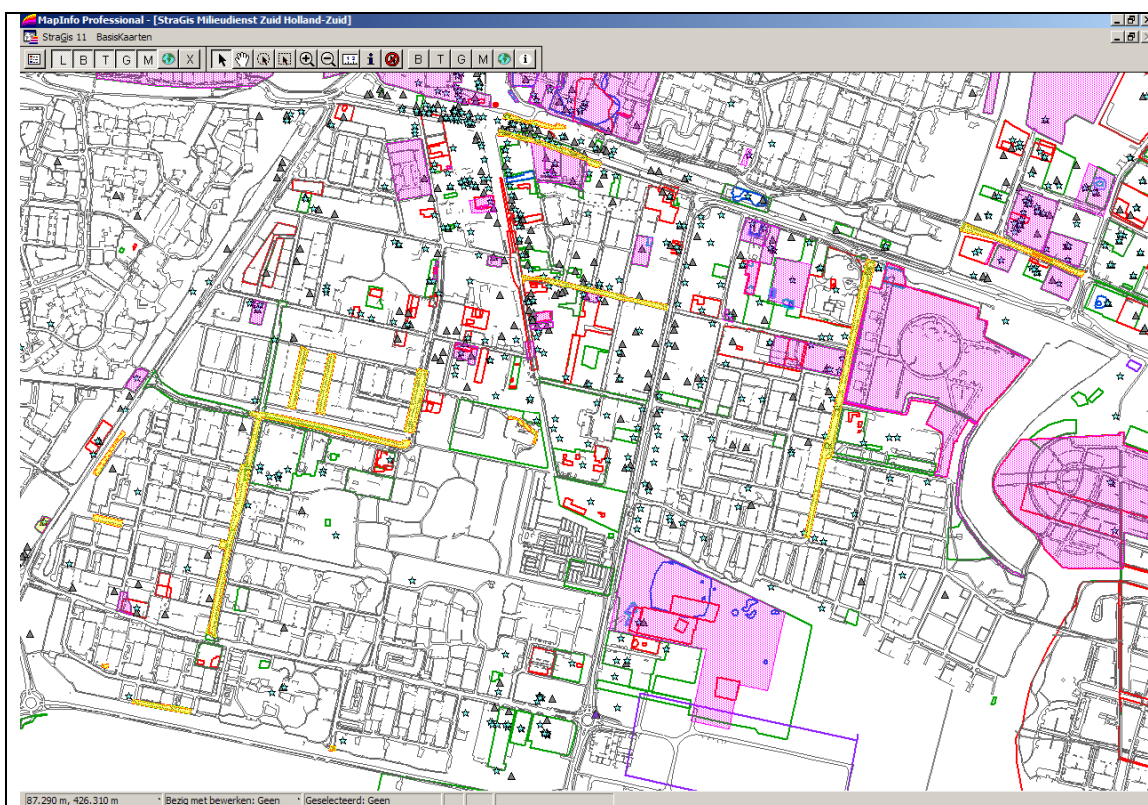 MapInfo Professional - [StraGis Milieudienst Zuid Holland-Zuid]
StraGis 11 BasisKaarten
L B T G M X B T G M i
87.290 m, 426.310 m Bezig met bewerken: Geen Geselecteerd: Geen